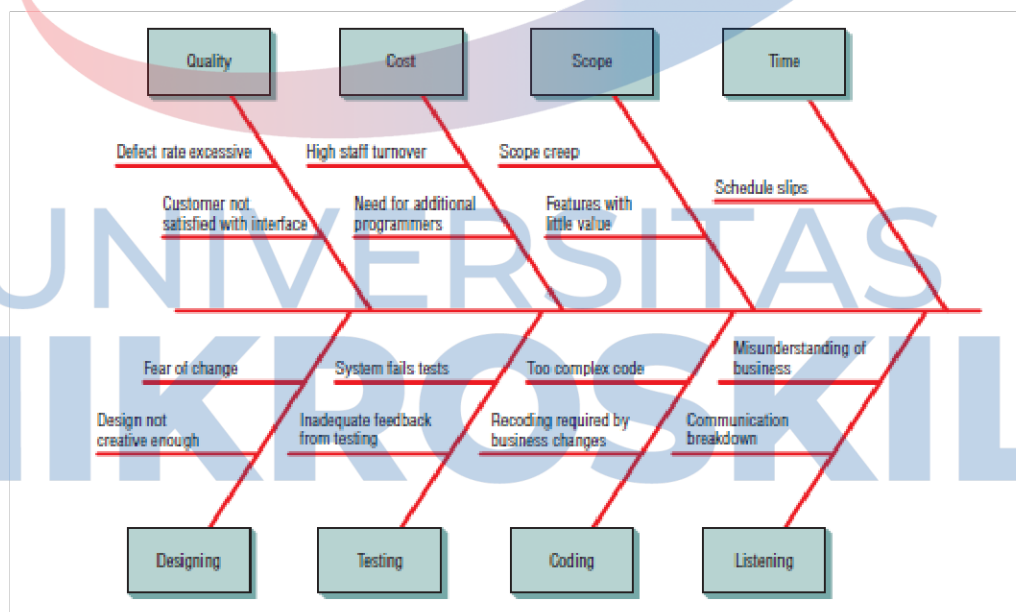 Quality
Cost
Scope
Time
Defect rate excessive
High staff turnover
Scope creep
Schedule slips
Customer not
satisfied with interface
Need for additional
programmers
Features with
little value
UNIVERSITAS
MIKROSKIL
Fear of change
System fails tests
Too complex code
Misunderstanding of
business
Design not
creative enough
Inadequate feedback
from testing
Recoding required by
business changes
Communication
breakdown
Designing
Testing
Coding
Listening